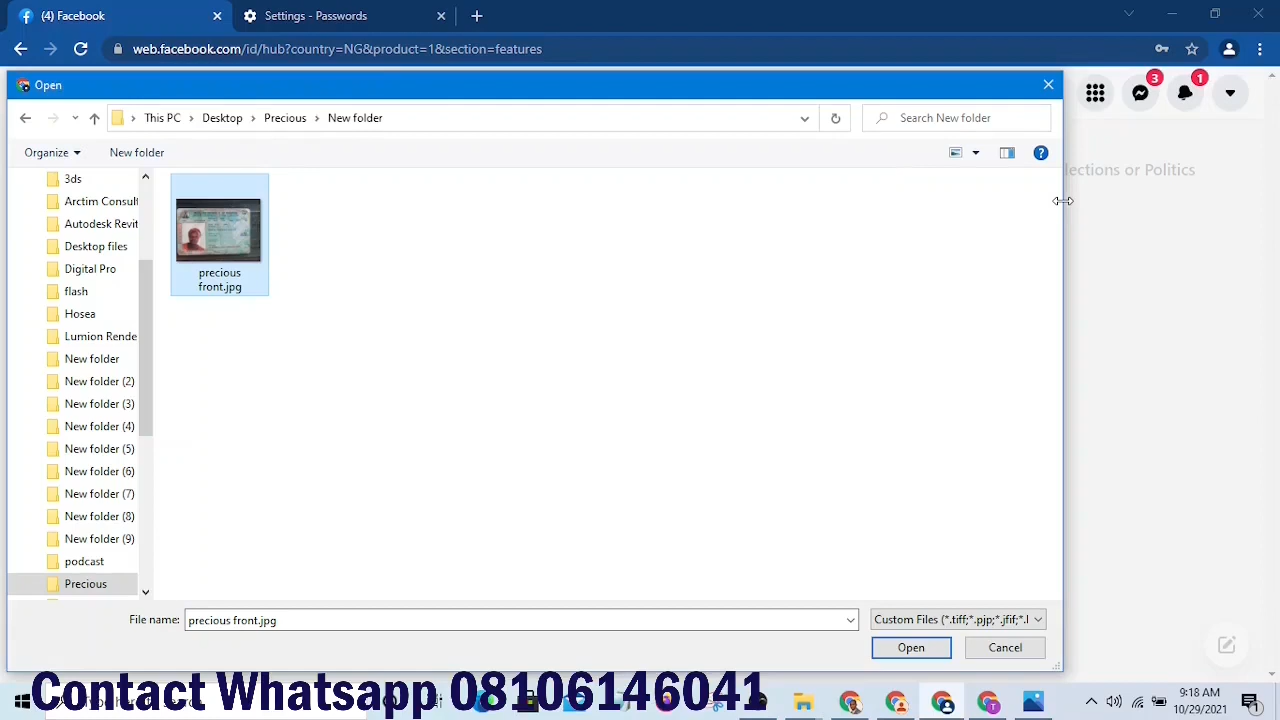 (4) Facebook
Settings - Passwords
web.facebook.com/id/hub?country=NG&product=1&section=features
Open
3
1
This PC > Desktop > Precious > New folder
Search New folder
Organize
New folder
lections or Politics
3ds
Arctim Consult
Autodesk Revit
Desktop files
Digital Pro
flash
Hosea
Lumion Rende
New folder
New folder (2)
New folder (3)
New folder (4)
New folder (5)
New folder (6)
New folder (7)
New folder (8)
New folder (9)
podcast
Precious
precious
front.jpg
File name:
precious front.jpg
Custom Files (*.tiff;*.pjp;*.jfif;*.l
Open
Cancel
Contact Whatsapp 08106146041
9:18 AM
10/29/2021
1